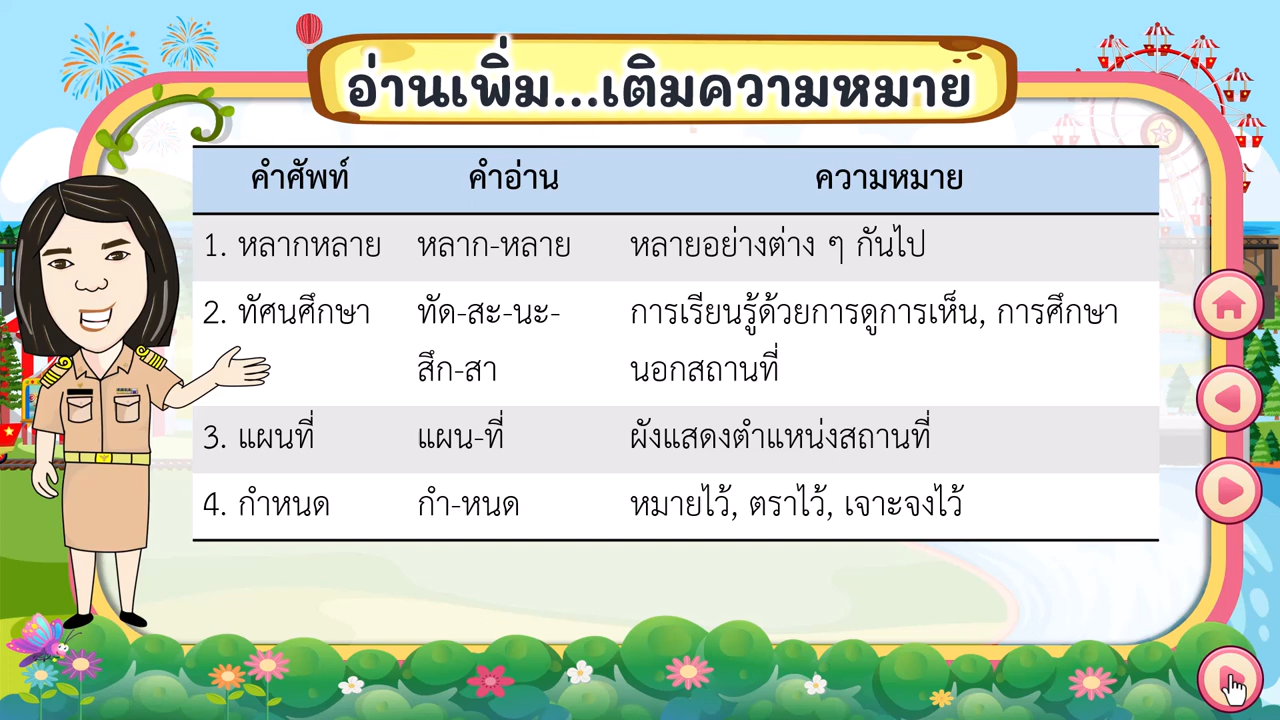 อ่านเพิ่ม...เติมความหมาย
คำศัพท์ คำอ่าน ความหมาย
1. หลากหลาย หลาก-หลาย หลายอย่างต่าง ๆ กันไป
2. ทัศนศึกษา ทัด-สะ-นะ- การเรียนรู้ด้วยการดูการเห็น, การศึกษา
สึก-สา นอกสถานที่
3. แผนที่ แผน-ที่ ผังแสดงตำแหน่งสถานที่
4. กำหนด กำ-หนด หมายไว้, ตราไว้, เจาะจงไว้